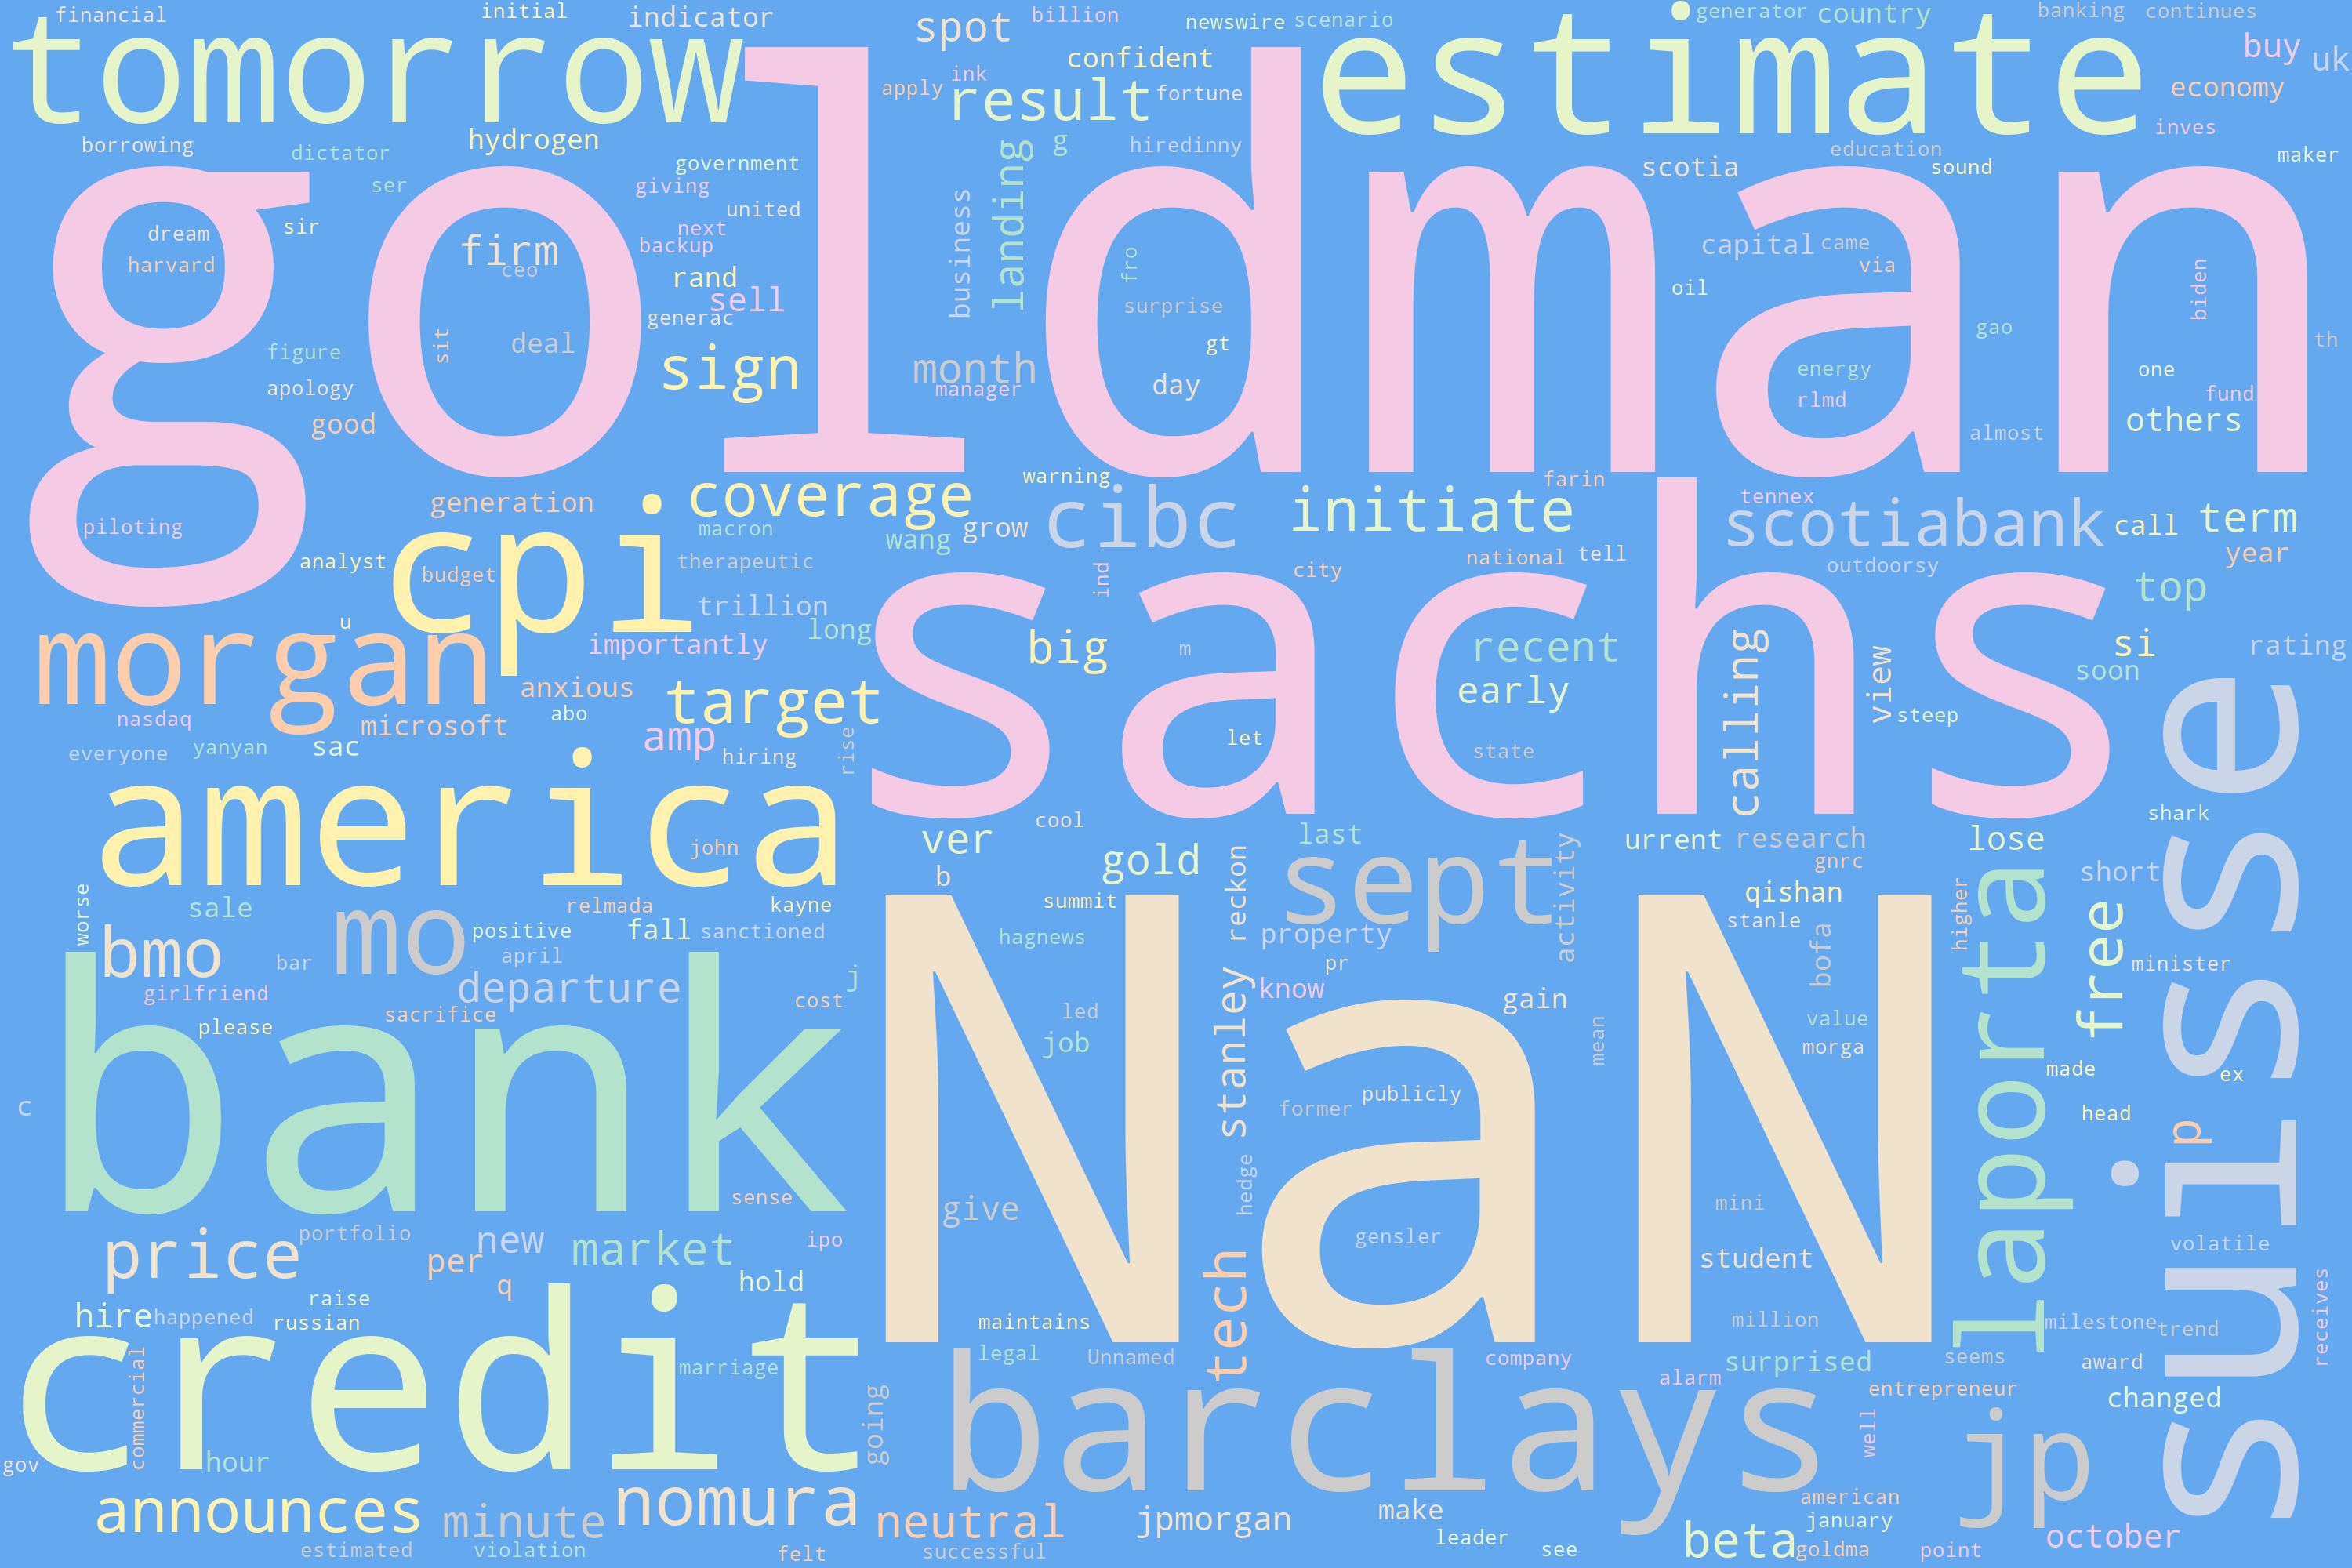 financial
initial
indicator
spot
billion
newswire
scenario
generator
country
banking
continues
tomorrow
estimate
buy
uk
confident
ink
apply
result
fortune
economy
inves
borrowing
dictator
hydrogen
government
landing
g
hiredinny
scotia
education
sound
maker
goldman
ser
giving
united
business
dream
sir
harvard
firm
ceo
next
backup
rand
sell
generac
fro
surprise
gt
capital
came
via
oil
biden
gao
th
figure
sit
deal
sign
month
manager
day
energy
rlmd
one
fund
others
apology
good
almost
piloting
generation
coverage
warning
farin
tennex
cpi
macron
wang
grow
cibc
initiate
scotiabank
call
term
year
analyst
budget
therapeutic
ind
city
national
tell
outdoorsy
top
sachs
trillion
long
importantly
u
big
m
recent
early
calling
view
si
soon
rating
morgan
anxious
target
nasdaq
microsoft
abo
amp
let
state
steep
everyone
yanyan
sac
hiring
rise
america
john
cool
ver
b
gold
last
urrent
research
gnrc
lose
shark
short
suisse
worse
sale
mo
relmada
kayne
summit
reckon
sept
activity
qishan
stanle
higher
laporta
free
bmo
bar
positive
april
fall
sanctioned
hagnews
property
pr
bofa
minister
girlfriend
departure
j
cost
know
gain
please
sacrifice
bank
NaN
led
job
stanley
mean
value
morga
made
ex
c
former
publicly
head
p
sense
hedge
give
mini
price
portfolio
per
new
market
ipo
gensler
student
volatile
q
hold
tech
hire
happened
raise
russian
maintains
million
milestone
trend
receives
credit
marriage
legal
Unnamed
company
surprised
seems
award
alarm
entrepreneur
changed
commercial
going
barclays
well
jp
gov
hour
announces
minute
nomura
neutral
jpmorgan
make
american
january
beta
goldma
october
leader
see
point
estimated
violation
felt
successful